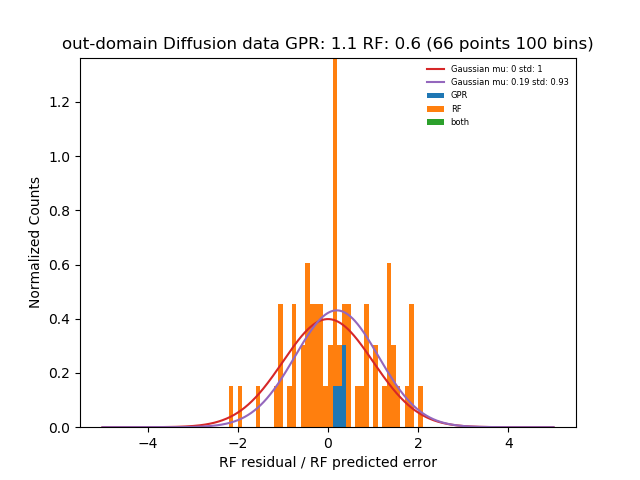 out-domain Diffusion data GPR: 1.1 RF: 0.6 (66 points 100 bins)
Gaussian mu: 0 std: 1
Gaussian mu: 0.19 std: 0.93
GPR
RF
both
Normalized Counts
1.2
1.0
0.8
0.6
0.4
0.2
0.0
−4
−2
0
2
4
RF residual / RF predicted error